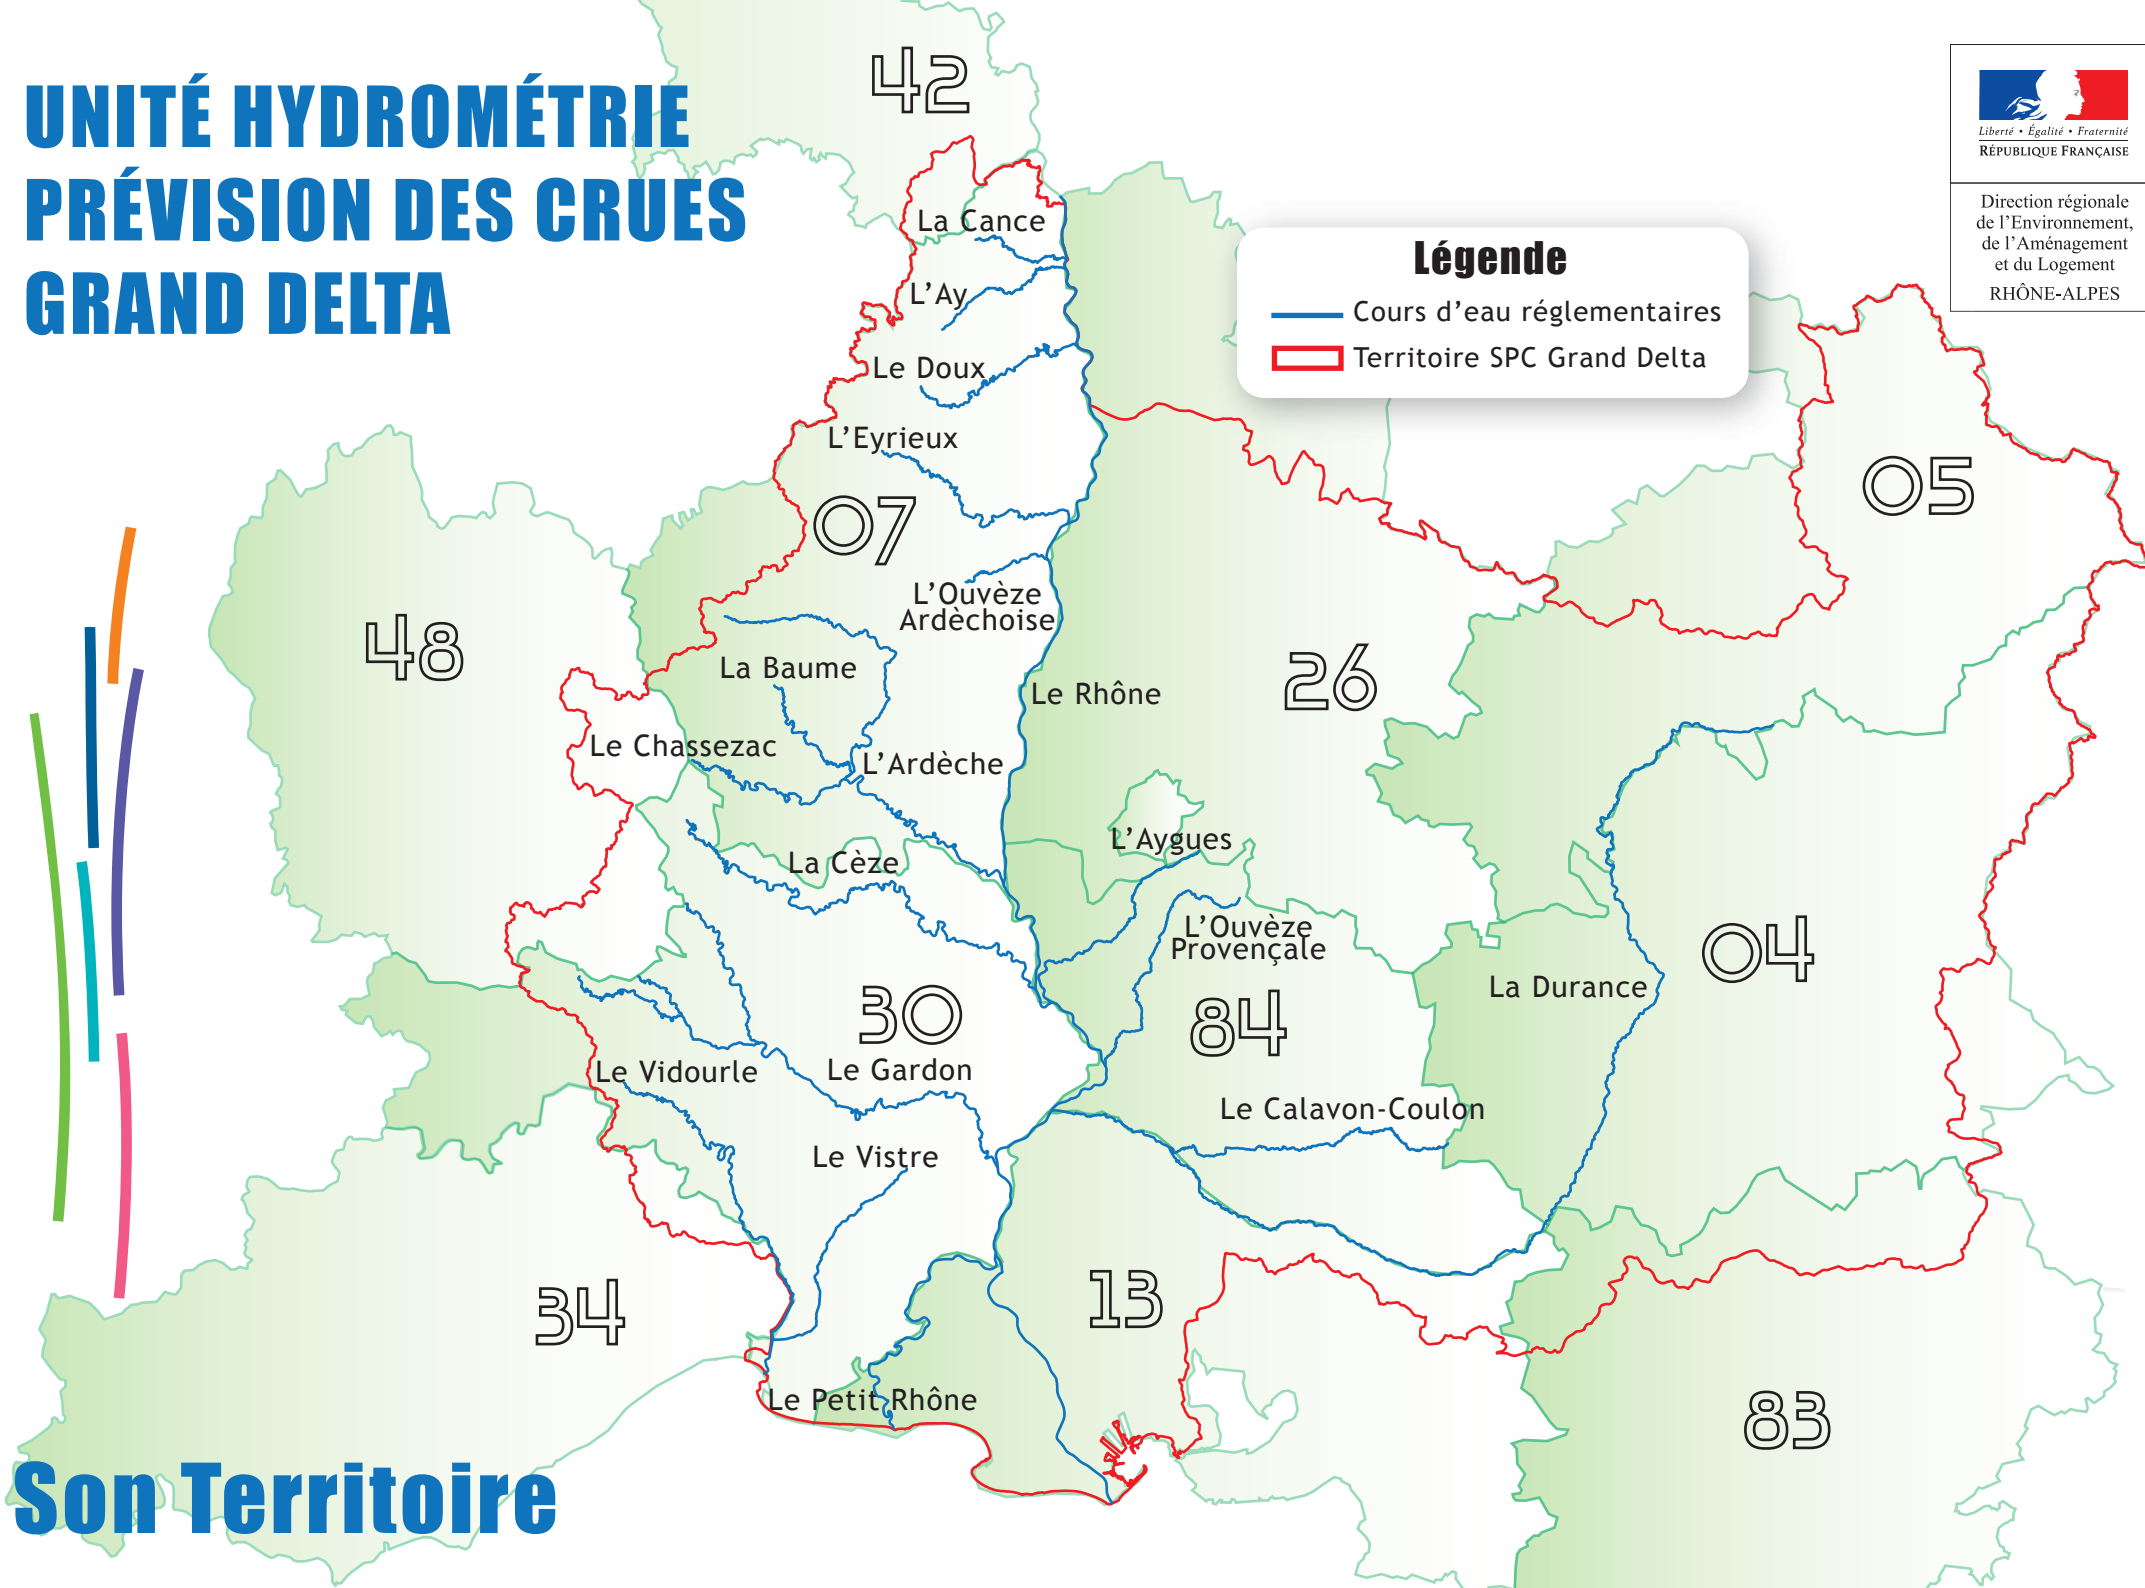 UNITÉ HYDROMÉTRIE
PRÉVISION DES CRUES
GRAND DELTA
Liberté • Égalité • Fraternité
RÉPUBLIQUE FRANÇAISE
Direction régionale
de l'Environnement,
de l'Aménagement
et du Logement
RHÔNE-ALPES
Légende
Cours d'eau réglementaires
Territoire SPC Grand Delta
42
La Cance
L'Ay
Le Doux
L'Eyrieux
07
05
L'Ouvèze
Ardèchoise
48
26
La Baume
Le Rhône
Le Chassezac
L'Ardèche
L'Aygues
La Cèze
L'Ouvèze
Provençale
04
La Durance
30
84
Le Vidourle
Le Gardon
Le Calavon-Coulon
Le Vistre
34
13
Le Petit Rhône
83
Son Territoire